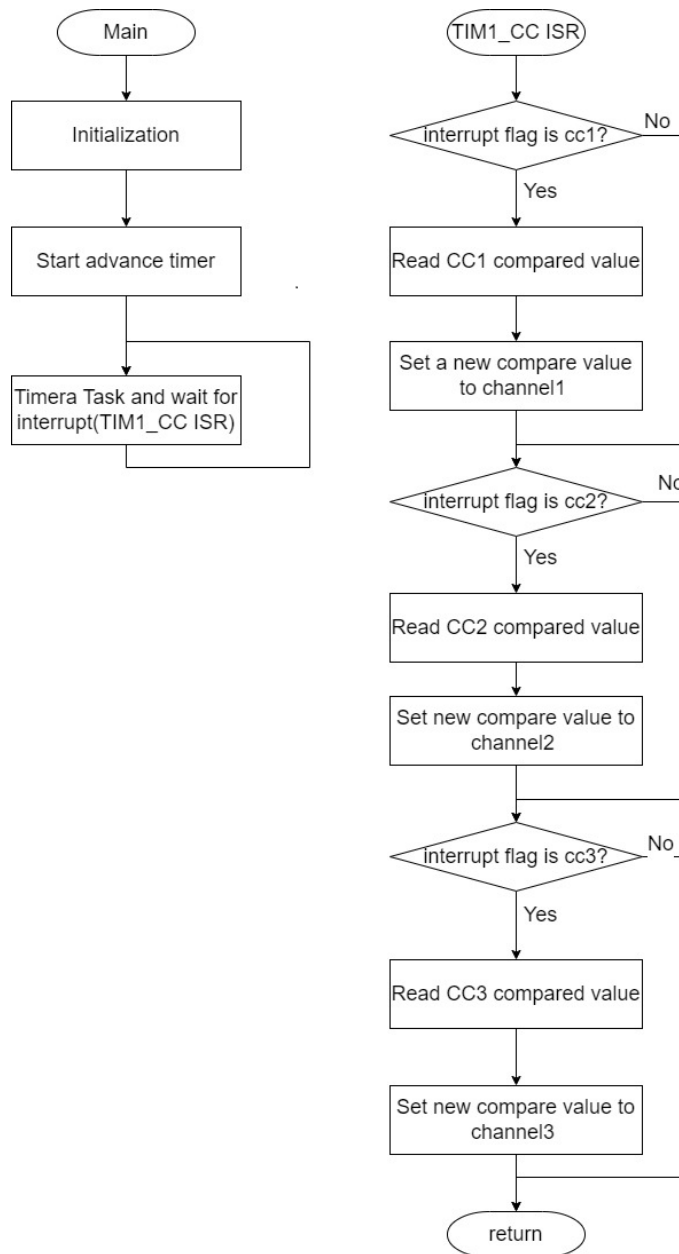 Main
Initialization
Start advance timer
Timera Task and wait for
interrupt(TIM1_CC ISR)
TIM1_CC ISR
interrupt flag is cc1?
No
Yes
Read CC1 compared value
Set a new compare value
to channel1
interrupt flag is cc2?
No
Yes
Read CC2 compared value
Set new compare value to
channel2
interrupt flag is cc3?
No
Yes
Read CC3 compared value
Set new compare value to
channel3
return